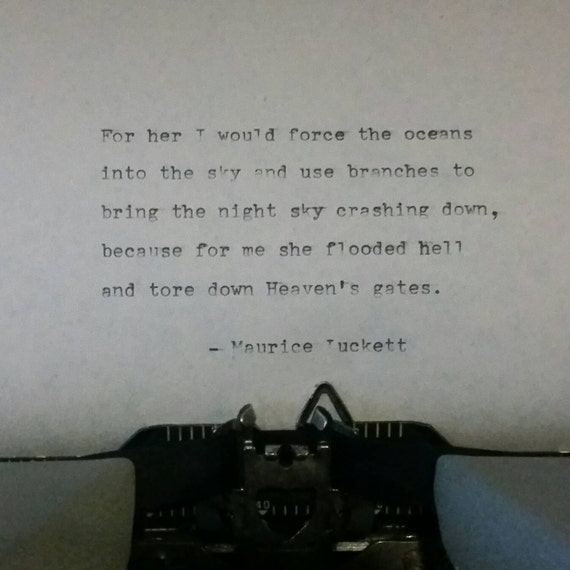 For her I would force the oceans
into the sky and use branches to
bring the night sky crashing down,
because for me she flooded hell
and tore down Heaven's gates.
- Maurice Tuckett
10